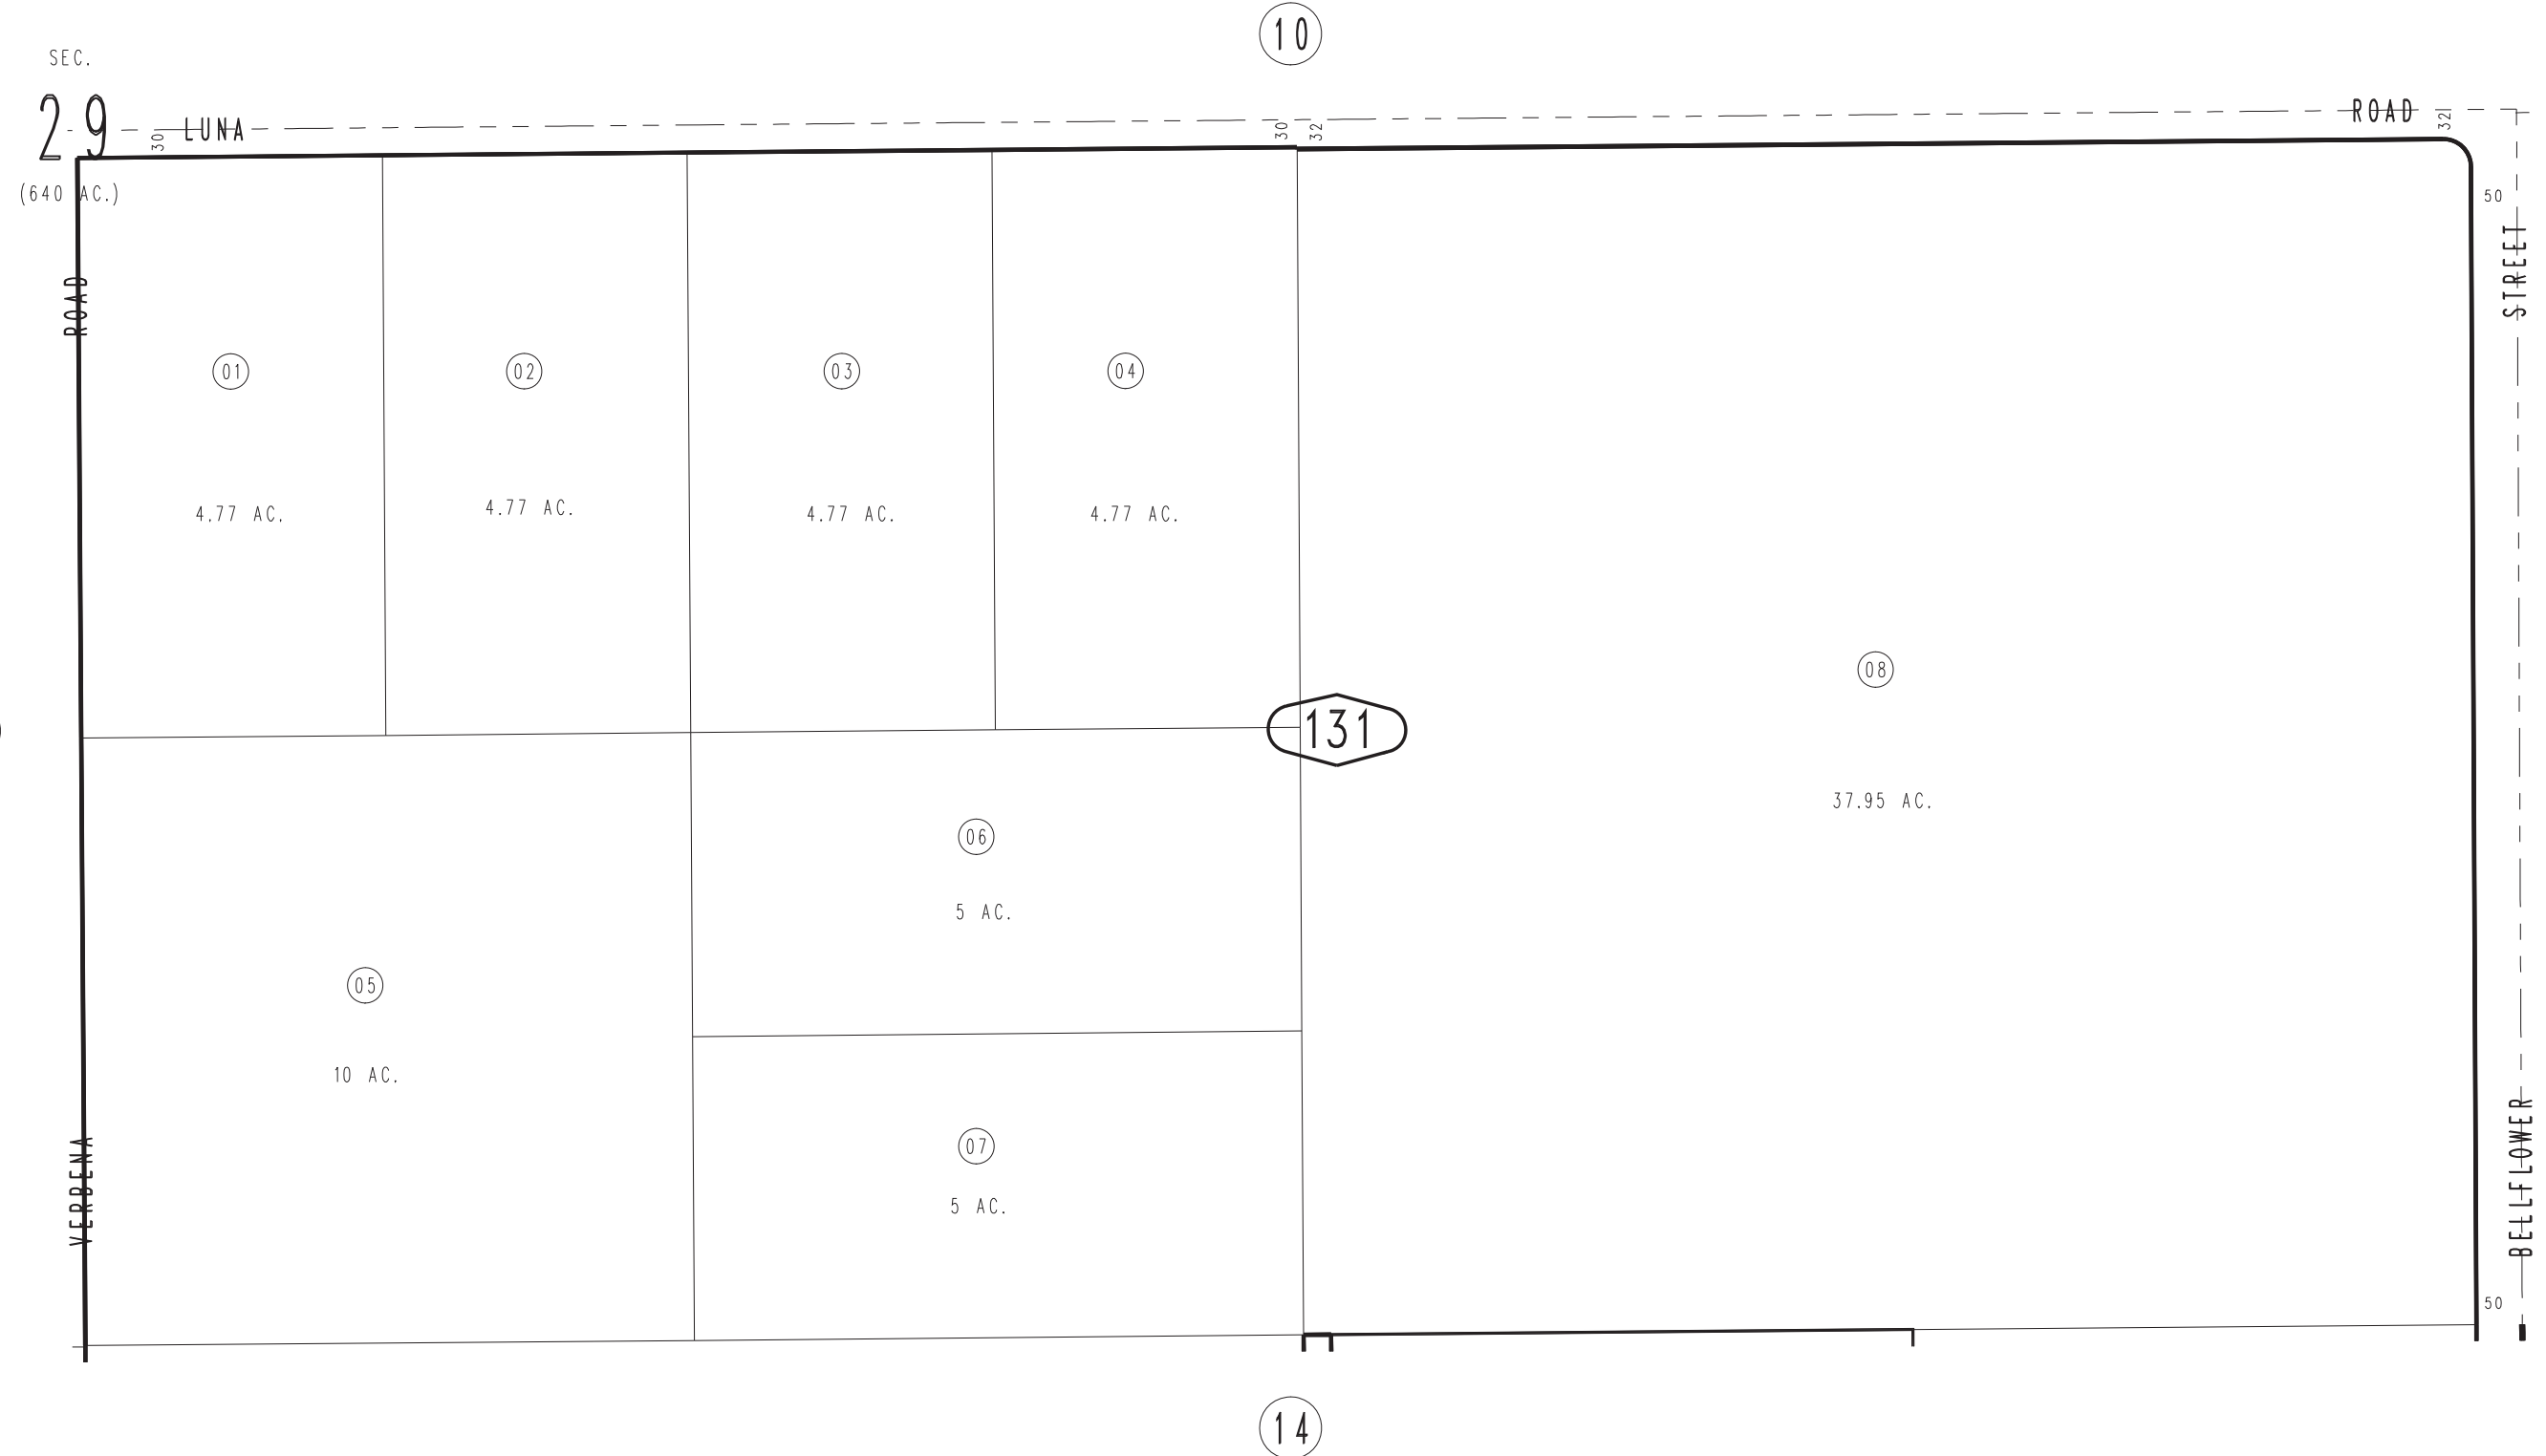 10
SEC.
29
(640 AC.)
30
LUNA
30
32
ROAD
32
50
STREET
ROAD
01
02
03
04
4.77 AC.
4.77 AC.
4.77 AC.
4.77 AC.
08
131
37.95 AC.
06
5 AC.
05
10 AC.
07
5 AC.
VERBENA
BELLFLOWER
50
14